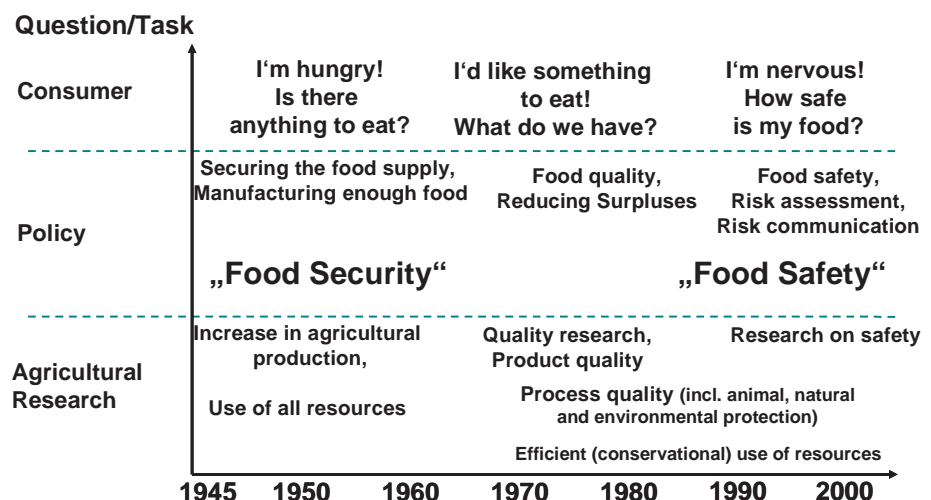 Question/Task
Consumer
I‘m hungry!
Is there
anything to eat?
I‘d like something
to eat!
What do we have?
I‘m nervous!
How safe
is my food?
Policy
Securing the food supply,
Manufacturing enough food
Food quality,
Reducing Surpluses
Food safety,
Risk assessment,
Risk communication
„Food Security“
„Food Safety“
Agricultural
Research
Increase in agricultural
production,
Use of all resources
Quality research,
Product quality
Research on safety
Process quality (incl. animal, natural
and environmental protection)
Efficient (conservational) use of resources
1945 1950 1960 1970 1980 1990 2000